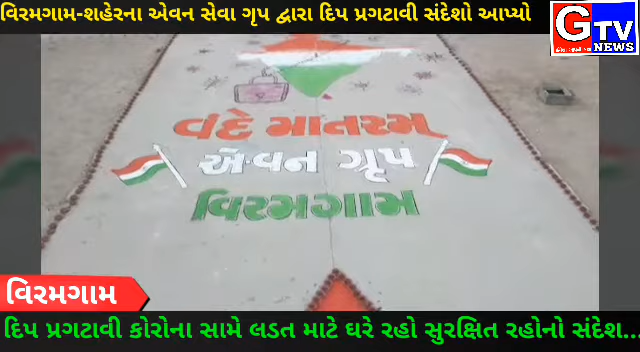 વિરમગામ-શહેરના એવન સેવા ગૃપ દ્વારા દિપ પ્રગટાવી સંદેશો આપ્યો
GTV
NEWS
વંદે માતરમ
એ-વન ગૃપ
વિરમગામ
વિરમગામ
દિપ પ્રગટાવી કોરોના સામે લડત માટે ઘરે રહો સુરક્ષિત રહોનો સંદેશ...